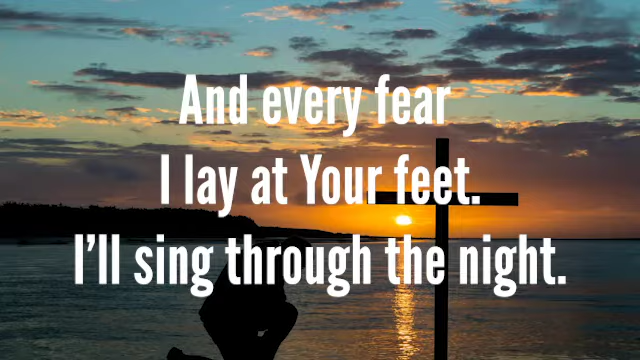 And every fear
I lay at Your feet.
I’ll sing through the night.